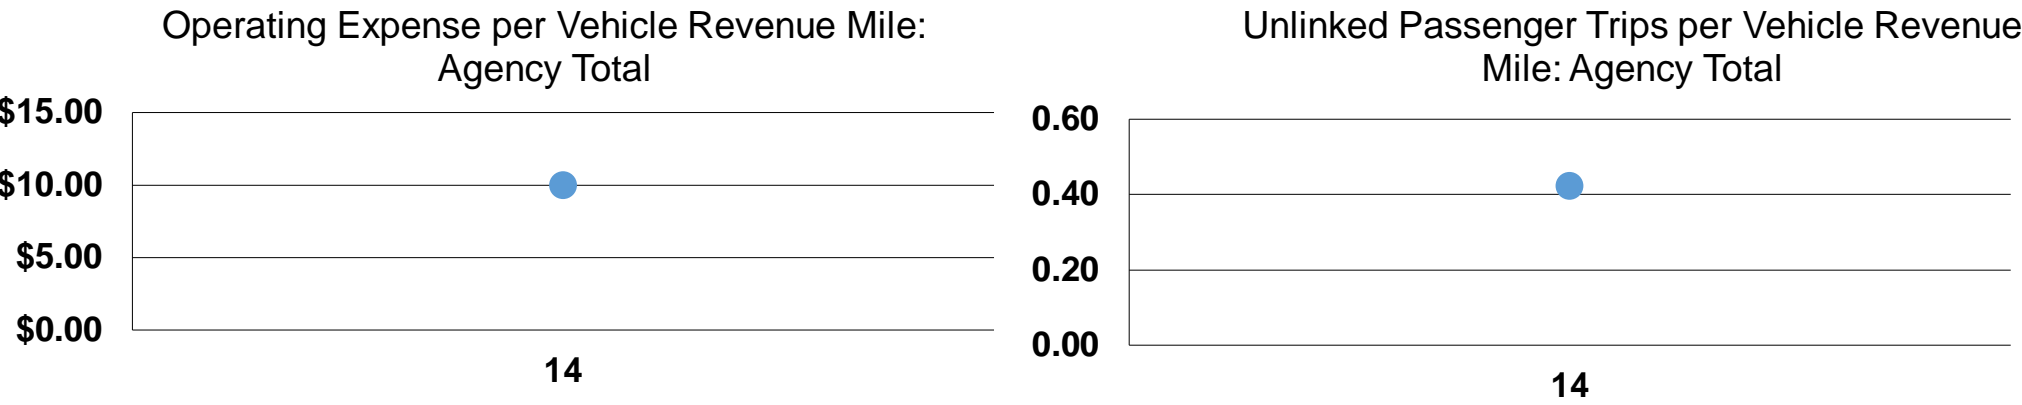 Operating Expense per Vehicle Revenue Mile:
Agency Total
$15.00
$10.00
$5.00
$0.00
14
Unlinked Passenger Trips per Vehicle Revenue
Mile: Agency Total
0.60
0.40
0.20
0.00
14